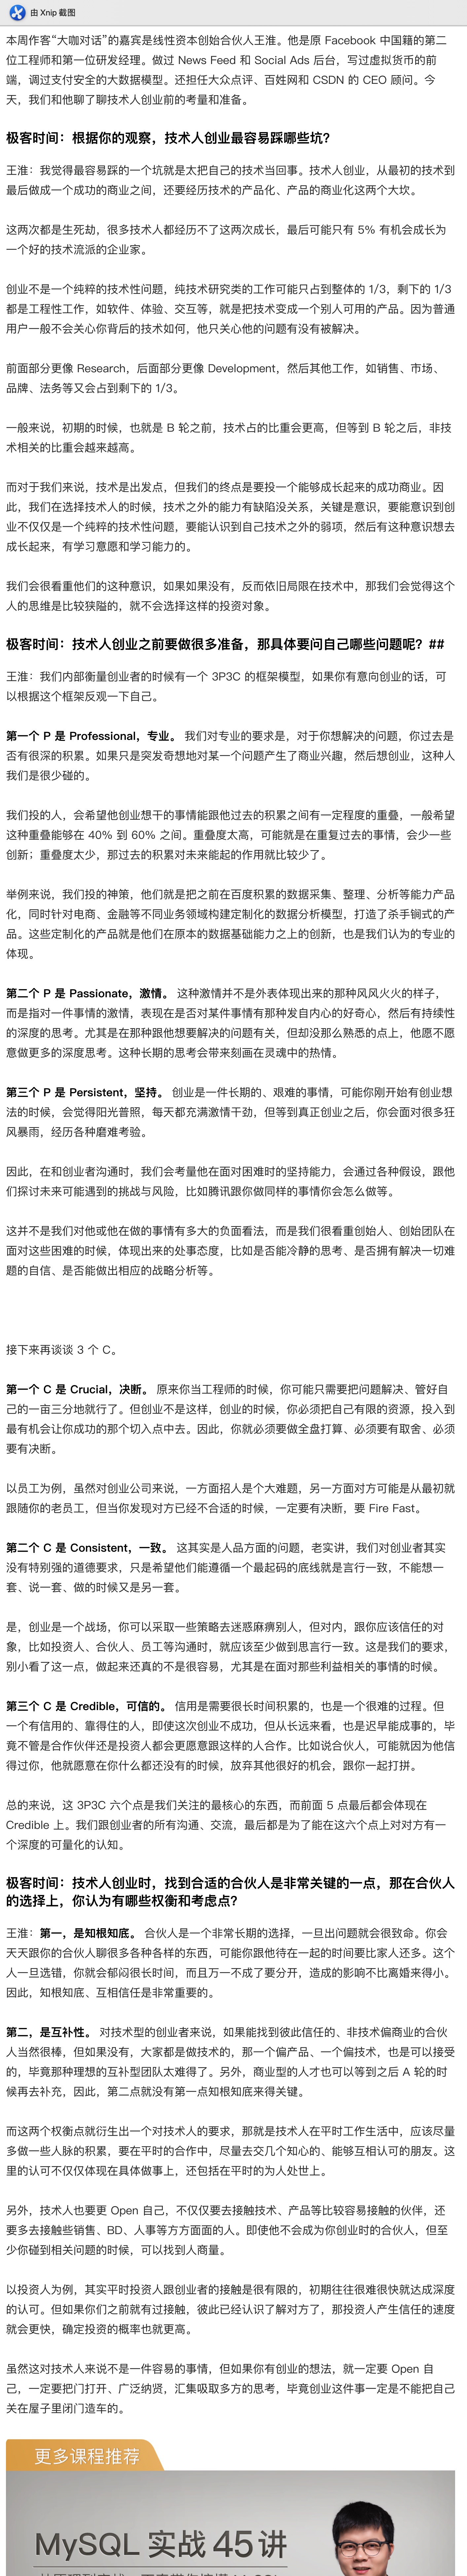 由 Xnip 截图
本周作客“大咖对话”的嘉宾是线性资本创始合伙人王淮。他是原 Facebook 中国籍的第二
位工程师和第一位研发经理。做过 News Feed 和 Social Ads 后台，写过虚拟货币的前
端，调过支付安全的大数据模型。还担任大众点评、百姓网和 CSDN 的 CEO 顾问。今
天，我们和他聊了聊技术人创业前的考量和准备。
极客时间：根据你的观察，技术人创业最容易踩哪些坑？
王淮：我觉得最容易踩的一个坑就是太把自己的技术当回事。技术人创业，从最初的技术到
最后做成一个成功的商业之间，还要经历技术的产品化、产品的商业化这两个大坎。
这两次都是生死劫，很多技术人都经历不了这两次成长，最后可能只有 5% 有机会成长为
一个好的技术流派的企业家。
创业不是一个纯粹的技术性问题，纯技术研究类的工作可能只占到整体的 1/3，剩下的 1/3
都是工程性工作，如软件、体验、交互等，就是把技术变成一个别人可用的产品。因为普通
用户一般不会关心你背后的技术如何，他只关心他的问题有没有被解决。
前面部分更像 Research，后面部分更像 Development，然后其他工作，如销售、市场、
品牌、法务等又会占到剩下的 1/3。
一般来说，初期的时候，也就是 B 轮之前，技术占的比重会更高，但等到 B 轮之后，非技
术相关的比重会越来越高。
而对于我们来说，技术是出发点，但我们的终点是要投一个能够成长起来的成功商业。因
此，我们在选择技术人的时候，技术之外的能力有缺陷没关系，关键是意识，要能意识到创
业不仅仅是一个纯粹的技术性问题，要能认识到自己技术之外的弱项，然后有这种意识想去
成长起来，有学习意愿和学习能力的。
我们会很看重他们的这种意识，如果如果没有，反而依旧局限在技术中，那我们会觉得这个
人的思维是比较狭隘的，就不会选择这样的投资对象。
极客时间：技术人创业之前要做很多准备，那具体要问自己哪些问题呢？##
王淮：我们内部衡量创业者的时候有一个 3P3C 的框架模型，如果你有意向创业的话，可
以根据这个框架反观一下自己。
第一个 P 是 Professional，专业。 我们对专业的要求是，对于你想解决的问题，你过去是
否有很深的积累。如果只是突发奇想地对某一个问题产生了商业兴趣，然后想创业，这种人
我们是很少碰的。
我们投的人，会希望他创业想干的事情能跟他过去的积累之间有一定程度的重叠，一般希望
这种重叠能够在 40% 到 60% 之间。重叠度太高，可能就是在重复过去的事情，会少一些
创新；重叠度太少，那过去的积累对未来能起的作用就比较少了。
举例来说，我们投的神策，他们就是把之前在百度积累的数据采集、整理、分析等能力产品
化，同时针对电商、金融等不同业务领域构建定制化的数据分析模型，打造了杀手锏式的产
品。这些定制化的产品就是他们在原本的数据基础能力之上的创新，也是我们认为的专业的
体现。
第二个 P 是 Passionate，激情。 这种激情并不是外表体现出来的那种风风火火的样子，
而是指对一件事情的激情，表现在是否对某件事情有那种发自内心的好奇心，然后有持续性
的深度的思考。尤其是在那种跟他想要解决的问题有关，但却没那么熟悉的点上，他愿不愿
意做更多的深度思考。这种长期的思考会带来刻画在灵魂中的热情。
第三个 P 是 Persistent，坚持。 创业是一件长期的、艰难的事情，可能你刚开始有创业想
法的时候，会觉得阳光普照，每天都充满激情干劲，但等到真正创业之后，你会面对很多狂
风暴雨，经历各种磨难考验。
因此，在和创业者沟通时，我们会考量他在面对困难时的坚持能力，会通过各种假设，跟他
们探讨未来可能遇到的挑战与风险，比如腾讯跟你做同样的事情你会怎么做等。
这并不是我们对他或他在做的事情有多大的负面看法，而是我们很看重创始人、创始团队在
面对这些困难的时候，体现出来的处事态度，比如是否能冷静的思考、是否拥有解决一切难
题的自信、是否能做出相应的战略分析等。
接下来再谈谈 3 个 C。
第一个 C 是 Crucial，决断。 原来你当工程师的时候，你可能只需要把问题解决、管好自
己的一亩三分地就行了。但创业不是这样，创业的时候，你必须把自己有限的资源，投入到
最有机会让你成功的那个切入点中去。因此，你就必须要做全盘打算、必须要有取舍、必须
要有决断。
以员工为例，虽然对创业公司来说，一方面招人是个大难题，另一方面对方可能是从最初就
跟随你的老员工，但当你发现对方已经不合适的时候，一定要有决断，要 Fire Fast。
第二个 C 是 Consistent，一致。 这其实是人品方面的问题，老实讲，我们对创业者其实
没有特别强的道德要求，只是希望他们能遵循一个最起码的底线就是言行一致，不能想一
套、说一套、做的时候又是另一套。
是，创业是一个战场，你可以采取一些策略去迷惑麻痹别人，但对内，跟你应该信任的对
象，比如投资人、合伙人、员工等沟通时，就应该至少做到思言行一致。这是我们的要求，
别小看了这一点，做起来还真的不是很容易，尤其是在面对那些利益相关的事情的时候。
第三个 C 是 Credible，可信的。 信用是需要很长时间积累的，也是一个很难的过程。但
一个有信用的、靠得住的人，即使这次创业不成功，但从长远来看，也是迟早能成事的，毕
竟不管是合作伙伴还是投资人都会更愿意跟这样的人合作。比如说合伙人，可能就因为他信
得过你，他就愿意在你什么都还没有的时候，放弃其他很好的机会，跟你一起打拼。
总的来说，这 3P3C 六个点是我们关注的最核心的东西，而前面 5 点最后都会体现在
Credible 上。我们跟创业者的所有沟通、交流，最后都是为了能在这六个点上对对方有一
个深度的可量化的认知。
极客时间：技术人创业时，找到合适的合伙人是非常关键的一点，那在合伙人
的选择上，你认为有哪些权衡和考虑点？
王淮：第一，是知根知底。 合伙人是一个非常长期的选择，一旦出问题就会很致命。你会
天天跟你的合伙人聊很多各种各样的东西，可能你跟他待在一起的时间要比家人还多。这个
人一旦选错，你就会郁闷很长时间，而且万一不成了要分开，造成的影响不比离婚来得小。
因此，知根知底、互相信任是非常重要的。
第二，是互补性。 对技术型的创业者来说，如果能找到彼此信任的、非技术偏商业的合伙
人当然很棒，但如果没有，大家都是做技术的，那一个偏产品、一个偏技术，也是可以接受
的，毕竟那种理想的互补型团队太难得了。另外，商业型的人才也可以等到之后 A 轮的时
候再去补充，因此，第二点就没有第一点知根知底来得关键。
而这两个权衡点就衍生出一个对技术人的要求，那就是技术人在平时工作生活中，应该尽量
多做一些人脉的积累，要在平时的合作中，尽量去交几个知心的、能够互相认可的朋友。这
里的认可不仅仅体现在具体做事上，还包括在平时的为人处世上。
另外，技术人也要更 Open 自己，不仅仅要去接触技术、产品等比较容易接触的伙伴，还
要多去接触些销售、BD、人事等方方面面的人。即使他不会成为你创业时的合伙人，但至
少你碰到相关问题的时候，可以找到人商量。
以投资人为例，其实平时投资人跟创业者的接触是很有限的，初期往往很难很快就达成深度
的认可。但如果你们之前就有过接触，彼此已经认识了解对方了，那投资人产生信任的速度
就会更快，确定投资的概率也就更高。
虽然这对技术人来说不是一件容易的事情，但如果你有创业的想法，就一定要 Open 自
己，一定要把门打开、广泛纳贤，汇集吸取多方的思考，毕竟创业这件事一定是不能把自己
关在屋子里闭门造车的。
更多课程推荐
MySQL 实战 45 讲